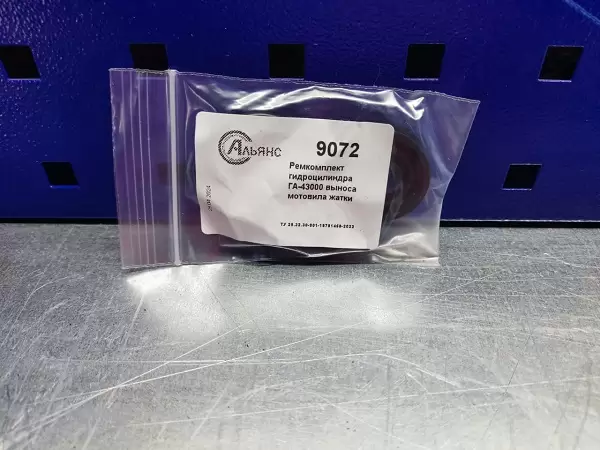 Альянс
9072
Ремкомплект
гидроцилиндра
ГА-43000 выноса
мотовила жатки